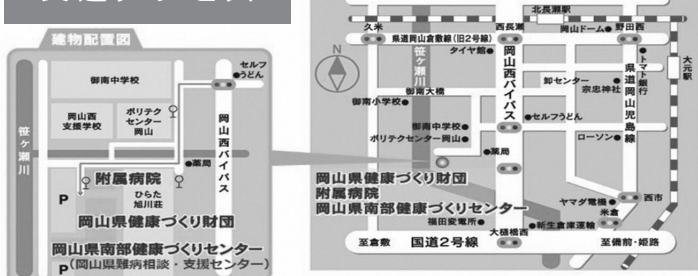 建物配置図
セルフうどん
御南中学校
岡山西
支援学校
ポリテク
センター
岡山
岡山西バイパス
笹ヶ瀬川
薬局
附属病院
ひらた
旭川荘
P
岡山県健康づくり財団
岡山県南部健康づくりセンター
(岡山県難病相談・支援センター)
P
北長瀬駅
久米
西長瀬
岡山ドーム
野田西
県道岡山倉敷線(旧2号線)
大元駅
N
笹ヶ瀬川
タイヤ館
岡山西バイパス
卸センター
宗忠神社
県道岡山児島線
トマト銀行
御南大橋
御南小学校
御南中学校
セルフうどん
ポリテクセンター岡山
ローソン
薬局
岡山県健康づくり財団
附属病院
岡山県南部健康づくりセンター
ヤマダ電機
西市
米倉
福田変電所
新生倉庫運輸
大樋橋西
至倉敷
国道2号線
至備前・姫路